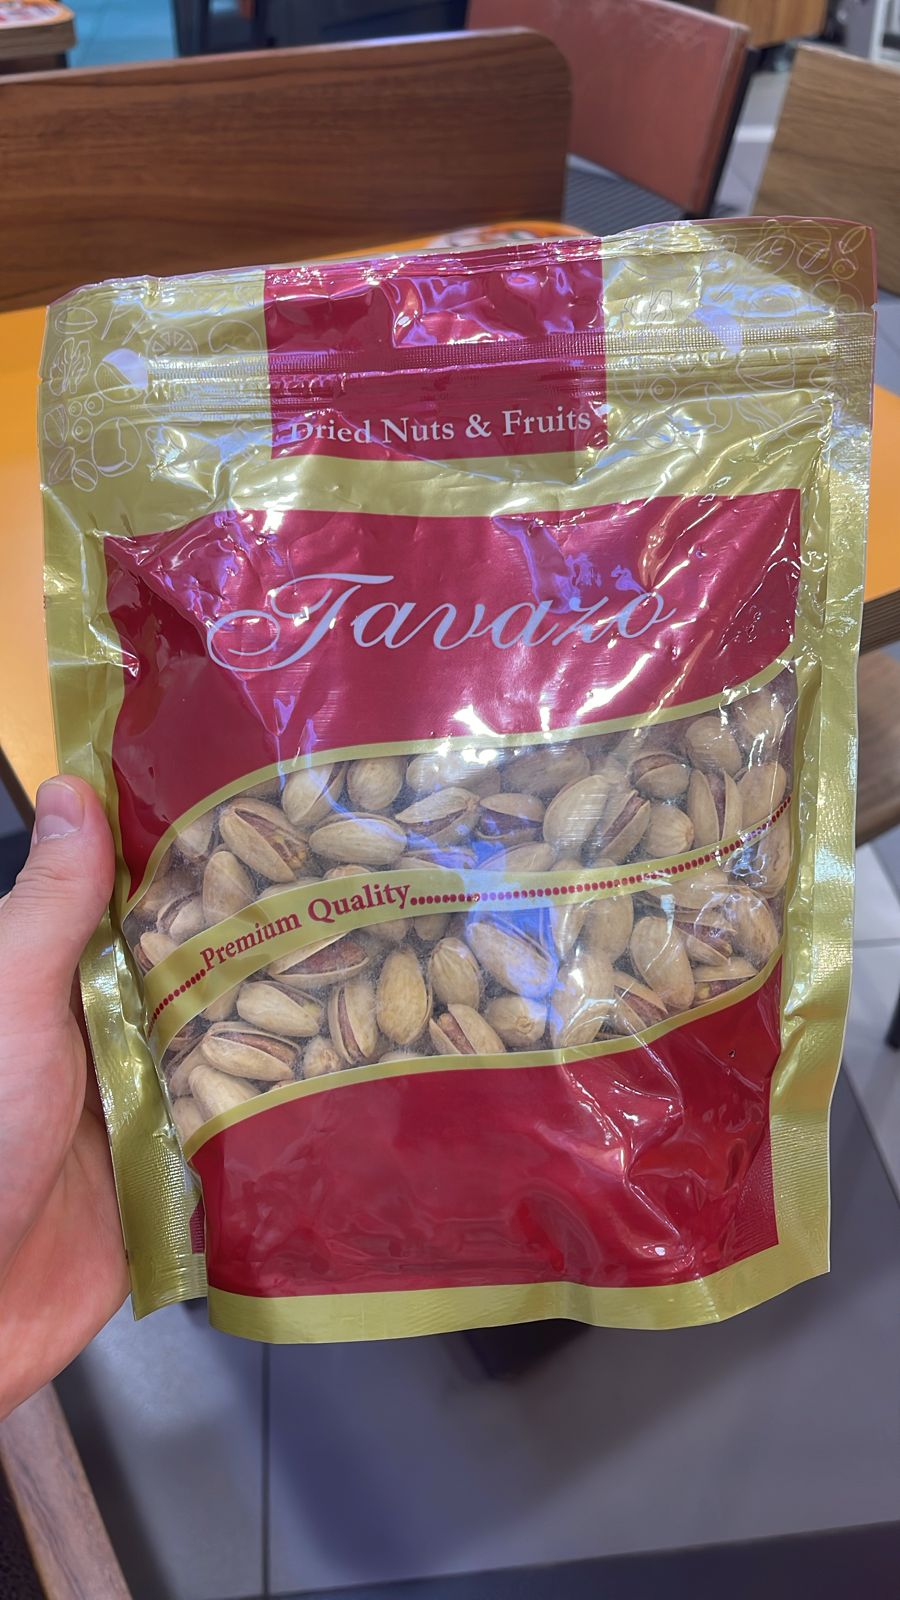 Dried Nuts & Fruits
Tavazo
Premium Quality